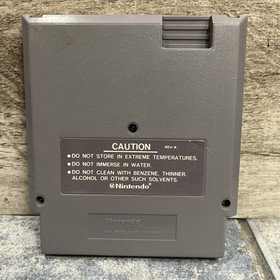 CAUTION REV-A
• DO NOT STORE IN EXTREME TEMPERATURES.
• DO NOT IMMERSE IN WATER.
• DO NOT CLEAN WITH BENZENE, THINNER,
ALCOHOL OR OTHER SUCH SOLVENTS.
©Nintendo®
Nintendo